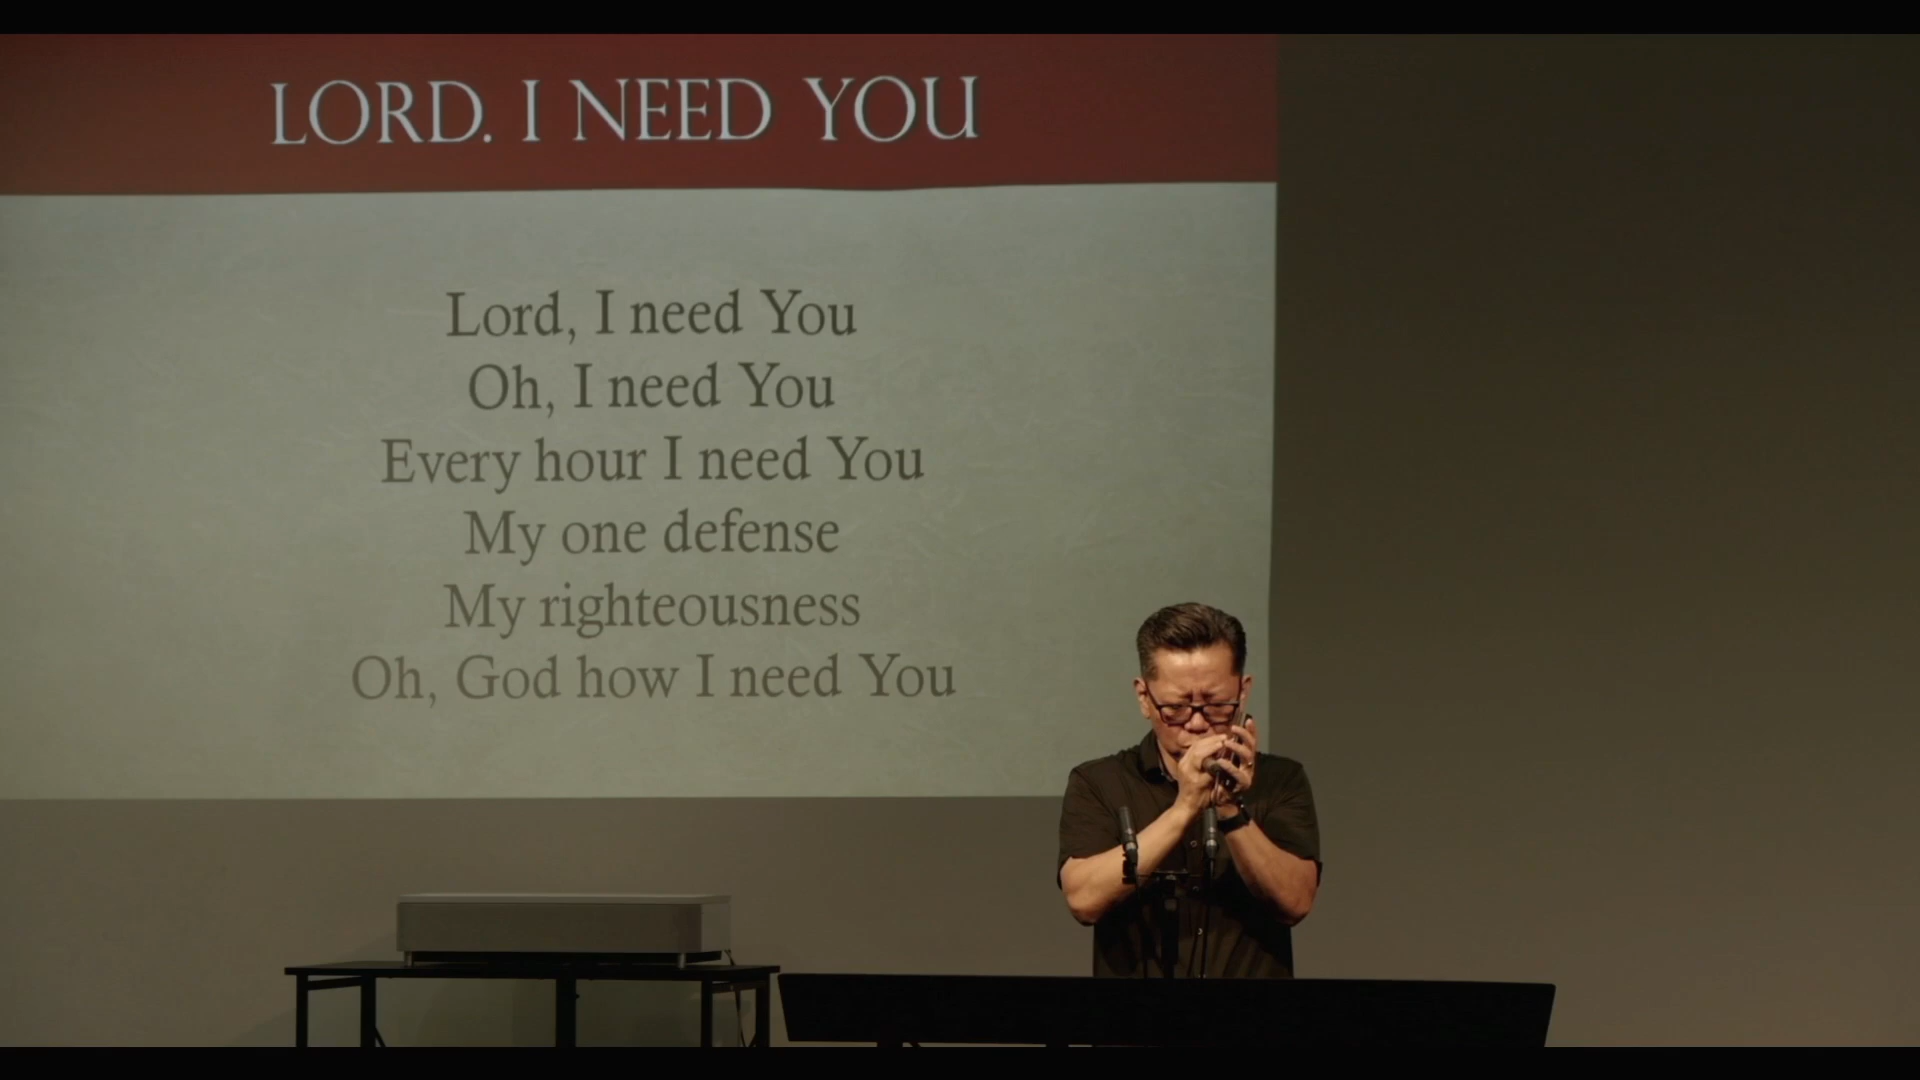 LORD. I NEED YOU
Lord, I need You
Oh, I need You
Every hour I need You
My one defense
My righteousness
Oh, God how I need You